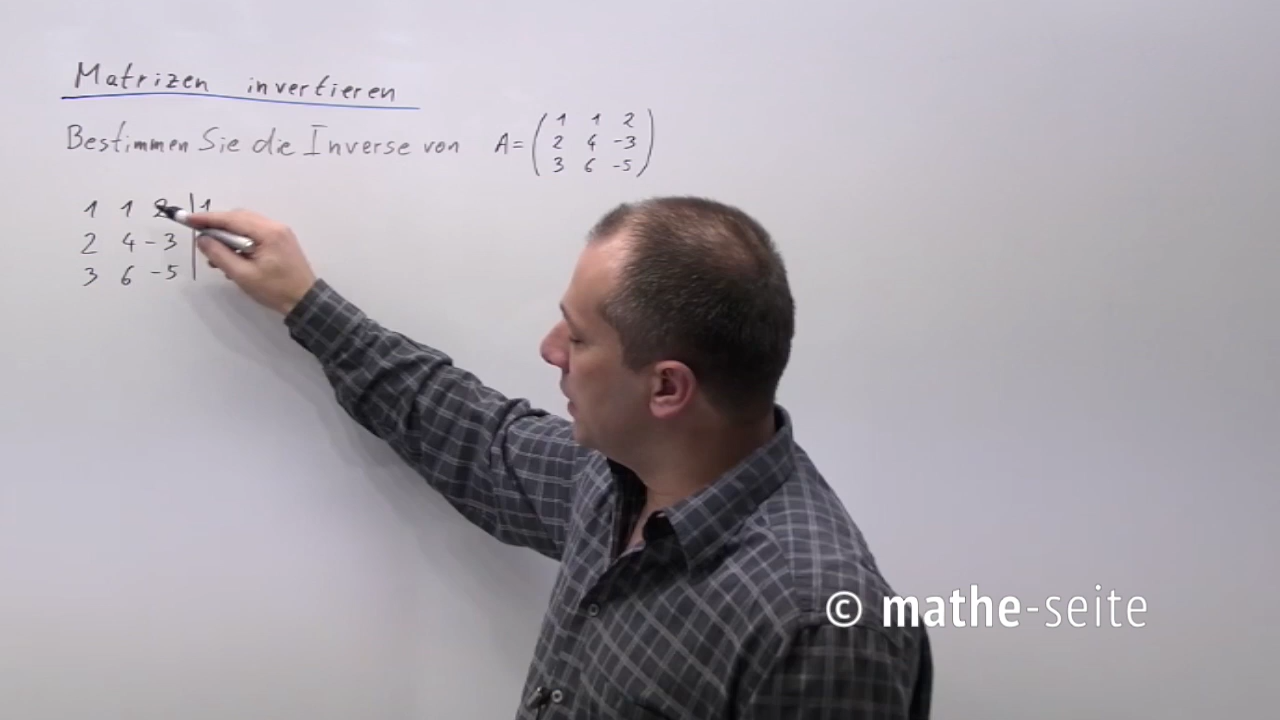 Matrizen invertieren
Bestimmen Sie die Inverse von A= ( 1 1 2
2 4 -3
3 6 -5 )
1 1 2 | 1
2 4 -3
3 6 -5
© mathe-seite